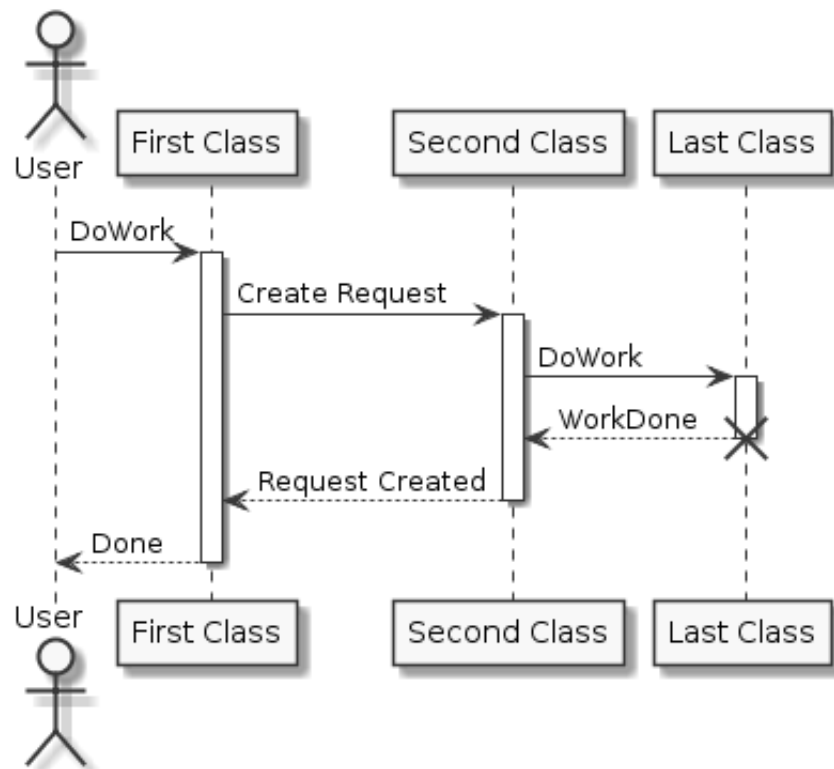 User
First Class
Second Class
Last Class
DoWork
Create Request
DoWork
WorkDone
Request Created
Done
User
First Class
Second Class
Last Class